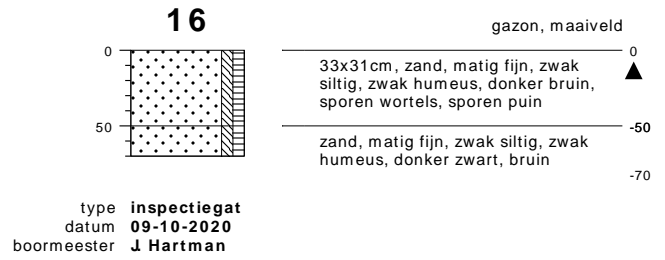 16
gazon, maaiveld
0
0
33x31cm, zand, matig fijn, zwak
siltig, zwak humeus, donker bruin,
sporen wortels, sporen puin
50
-50
zand, matig fijn, zwak siltig, zwak
humeus, donker zwart, bruin
-70
type inspectiegat
datum 09-10-2020
boormeester J. Hartman